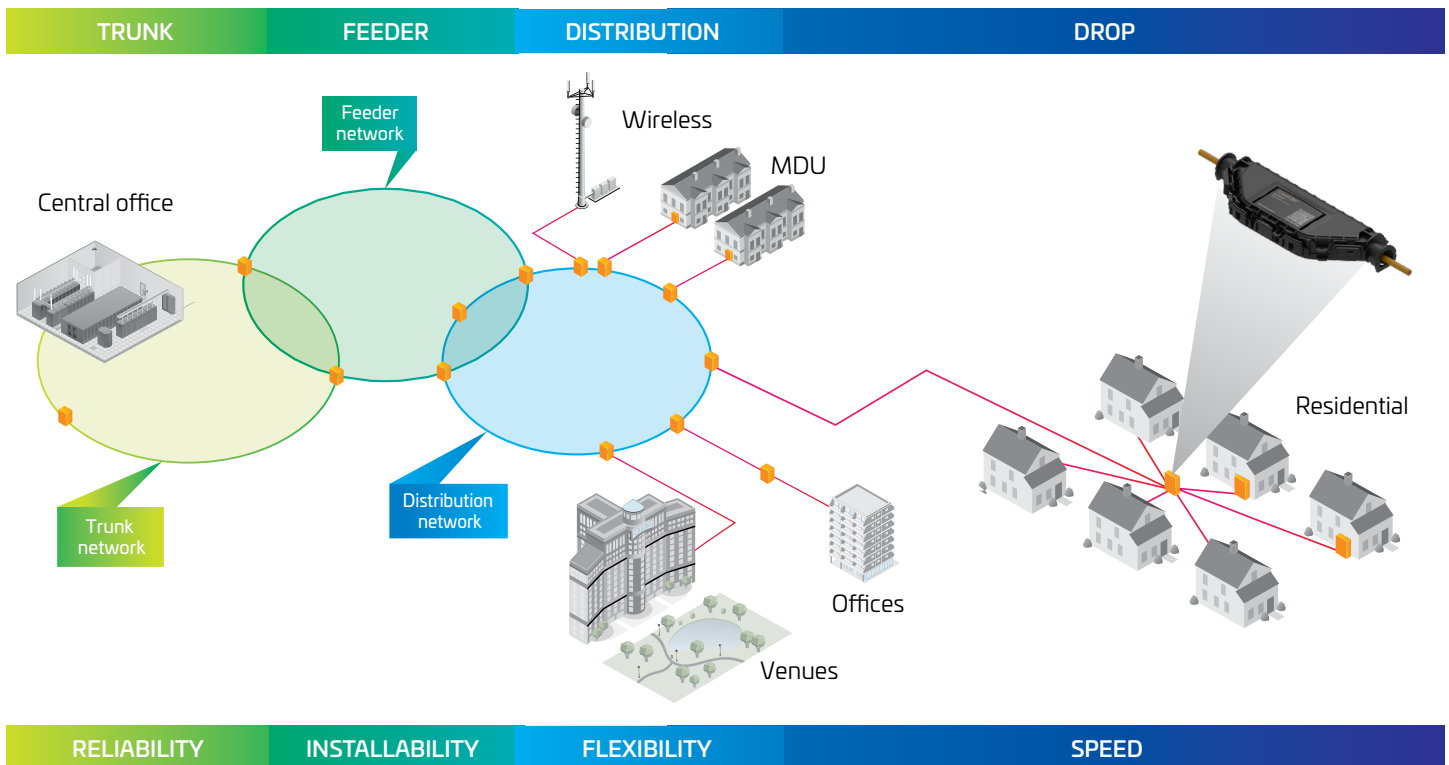 TRUNK
FEEDER
DISTRIBUTION
DROP
Feeder
network
Wireless
MDU
Central office
Residential
Distribution
network
Trunk
network
Offices
Venues
RELIABILITY
INSTALLABILITY
FLEXIBILITY
SPEED